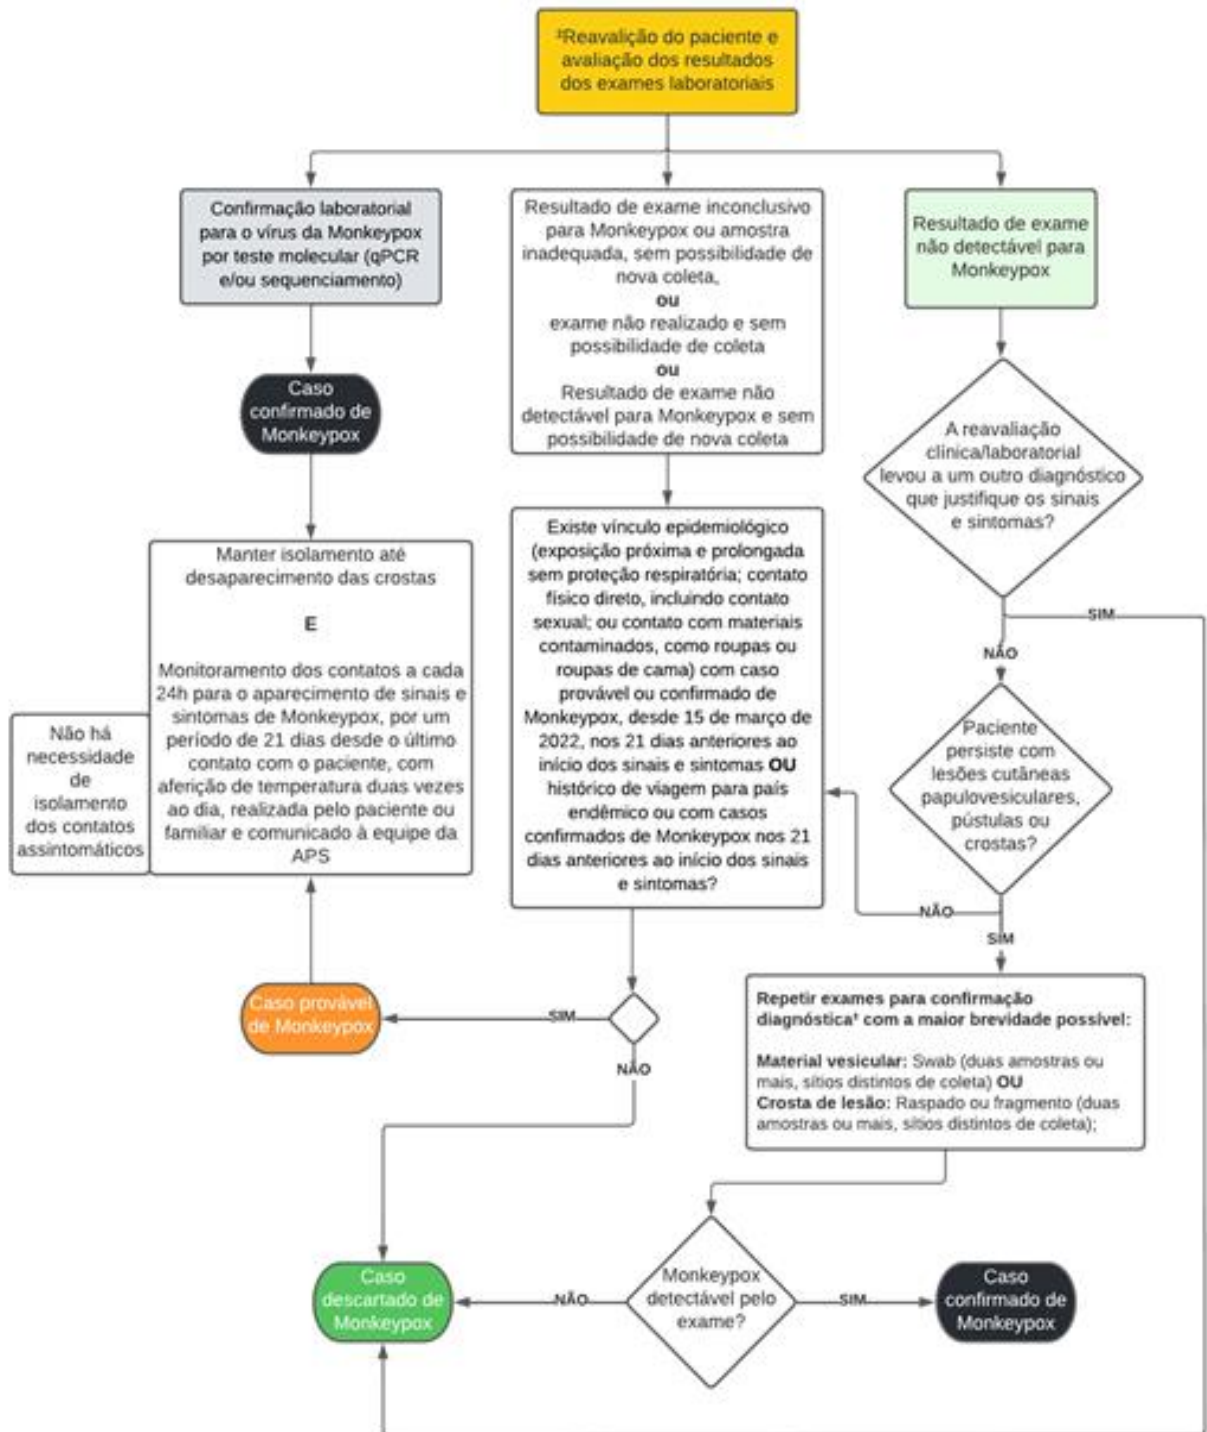 ‡Reavalição do paciente e
avaliação dos resultados
dos exames laboratoriais
Confirmação laboratorial
para o vírus da Monkeypox
por teste molecular (qPCR
e/ou sequenciamento)
Resultado de exame inconclusivo
para Monkeypox ou amostra
inadequada, sem possibilidade de
nova coleta,
ou
exame não realizado e sem
possibilidade de coleta
ou
Resultado de exame não
detectável para Monkeypox e sem
possibilidade de nova coleta
Resultado de exame
não detectável para
Monkeypox
Caso
confirmado de
Monkeypox
A reavaliação
clínica/laboratorial
levou a um outro diagnóstico
que justifique os sinais
e sintomas?
SIM
NÃO
Manter isolamento até
desaparecimento das crostas
E
Monitoramento dos contatos a cada
24h para o aparecimento de sinais e
sintomas de Monkeypox, por um
período de 21 dias desde o último
contato com o paciente, com
aferição de temperatura duas vezes
ao dia, realizada pelo paciente ou
familiar e comunicado à equipe da
APS
Não há
necessidade
de
isolamento
dos contatos
assintomáticos
Existe vínculo epidemiológico
(exposição próxima e prolongada
sem proteção respiratória; contato
físico direto, incluindo contato
sexual; ou contato com materiais
contaminados, como roupas ou
roupas de cama) com caso
provável ou confirmado de
Monkeypox, desde 15 de março de
2022, nos 21 dias anteriores ao
início dos sinais e sintomas OU
histórico de viagem para país
endêmico ou com casos
confirmados de Monkeypox nos 21
dias anteriores ao início dos sinais
e sintomas?
Paciente
persiste com
lesões cutâneas
papulovesiculares,
pústulas ou
crostas?
NÃO
SIM
Caso provável
de Monkeypox
SIM
NÃO
Repetir exames para confirmação
diagnóstica‡ com a maior brevidade possível:
Material vesicular: Swab (duas amostras ou
mais, sítios distintos de coleta) OU
Crosta de lesão: Raspado ou fragmento (duas
amostras ou mais, sítios distintos de coleta);
Caso
descartado de
Monkeypox
NÃO
Monkeypox
detectável pelo
exame?
SIM
Caso
confirmado de
Monkeypox